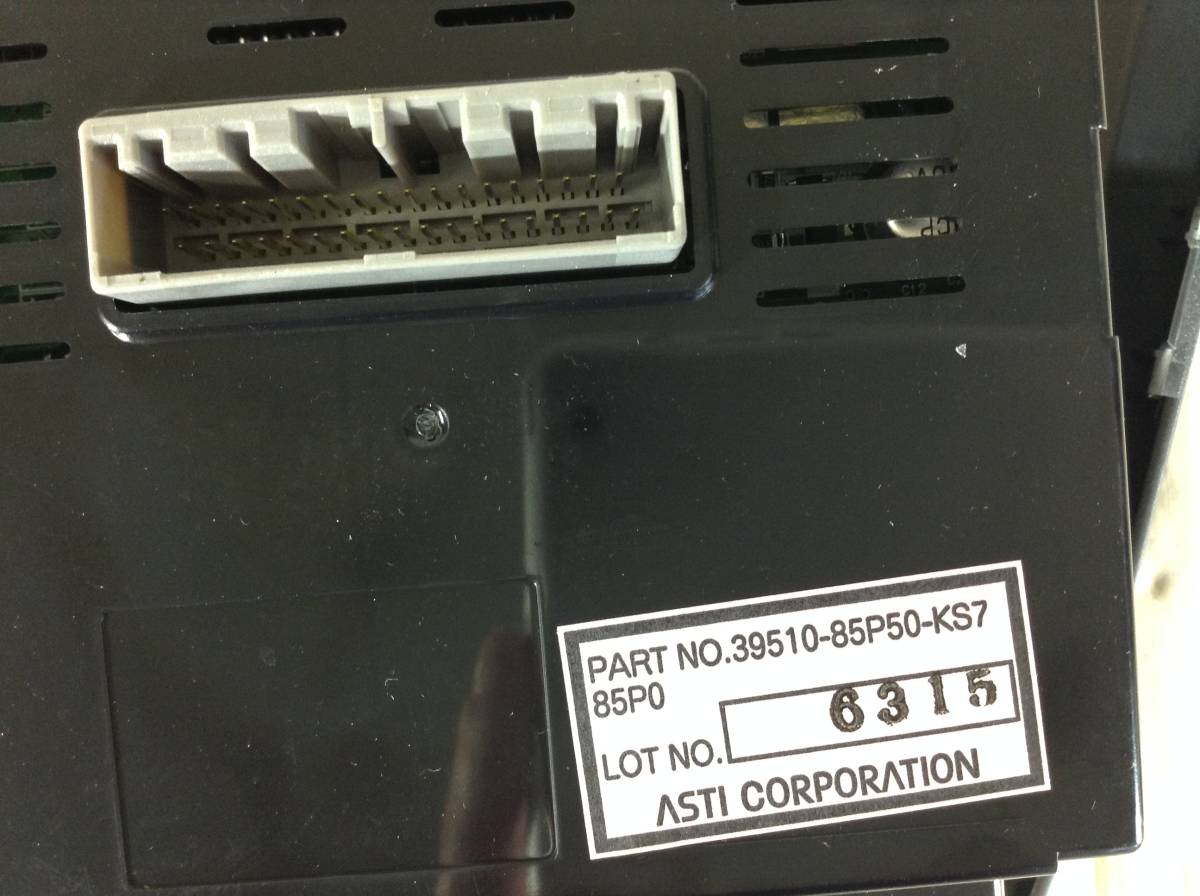 PART NO.39510-85P50-KS7
85P0
LOT NO. 6315
ASTI CORPORATION